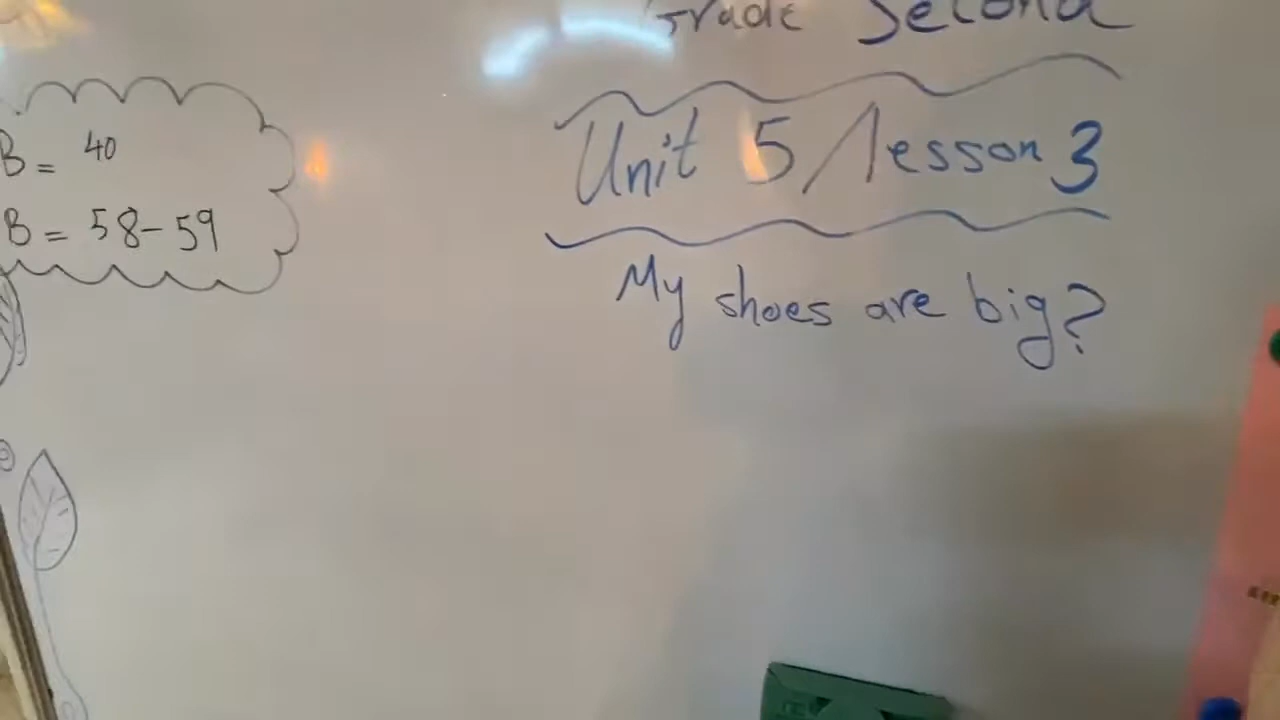 Grade Second
Unit 5/lesson 3
My shoes are big?
B = 40
B = 58-59